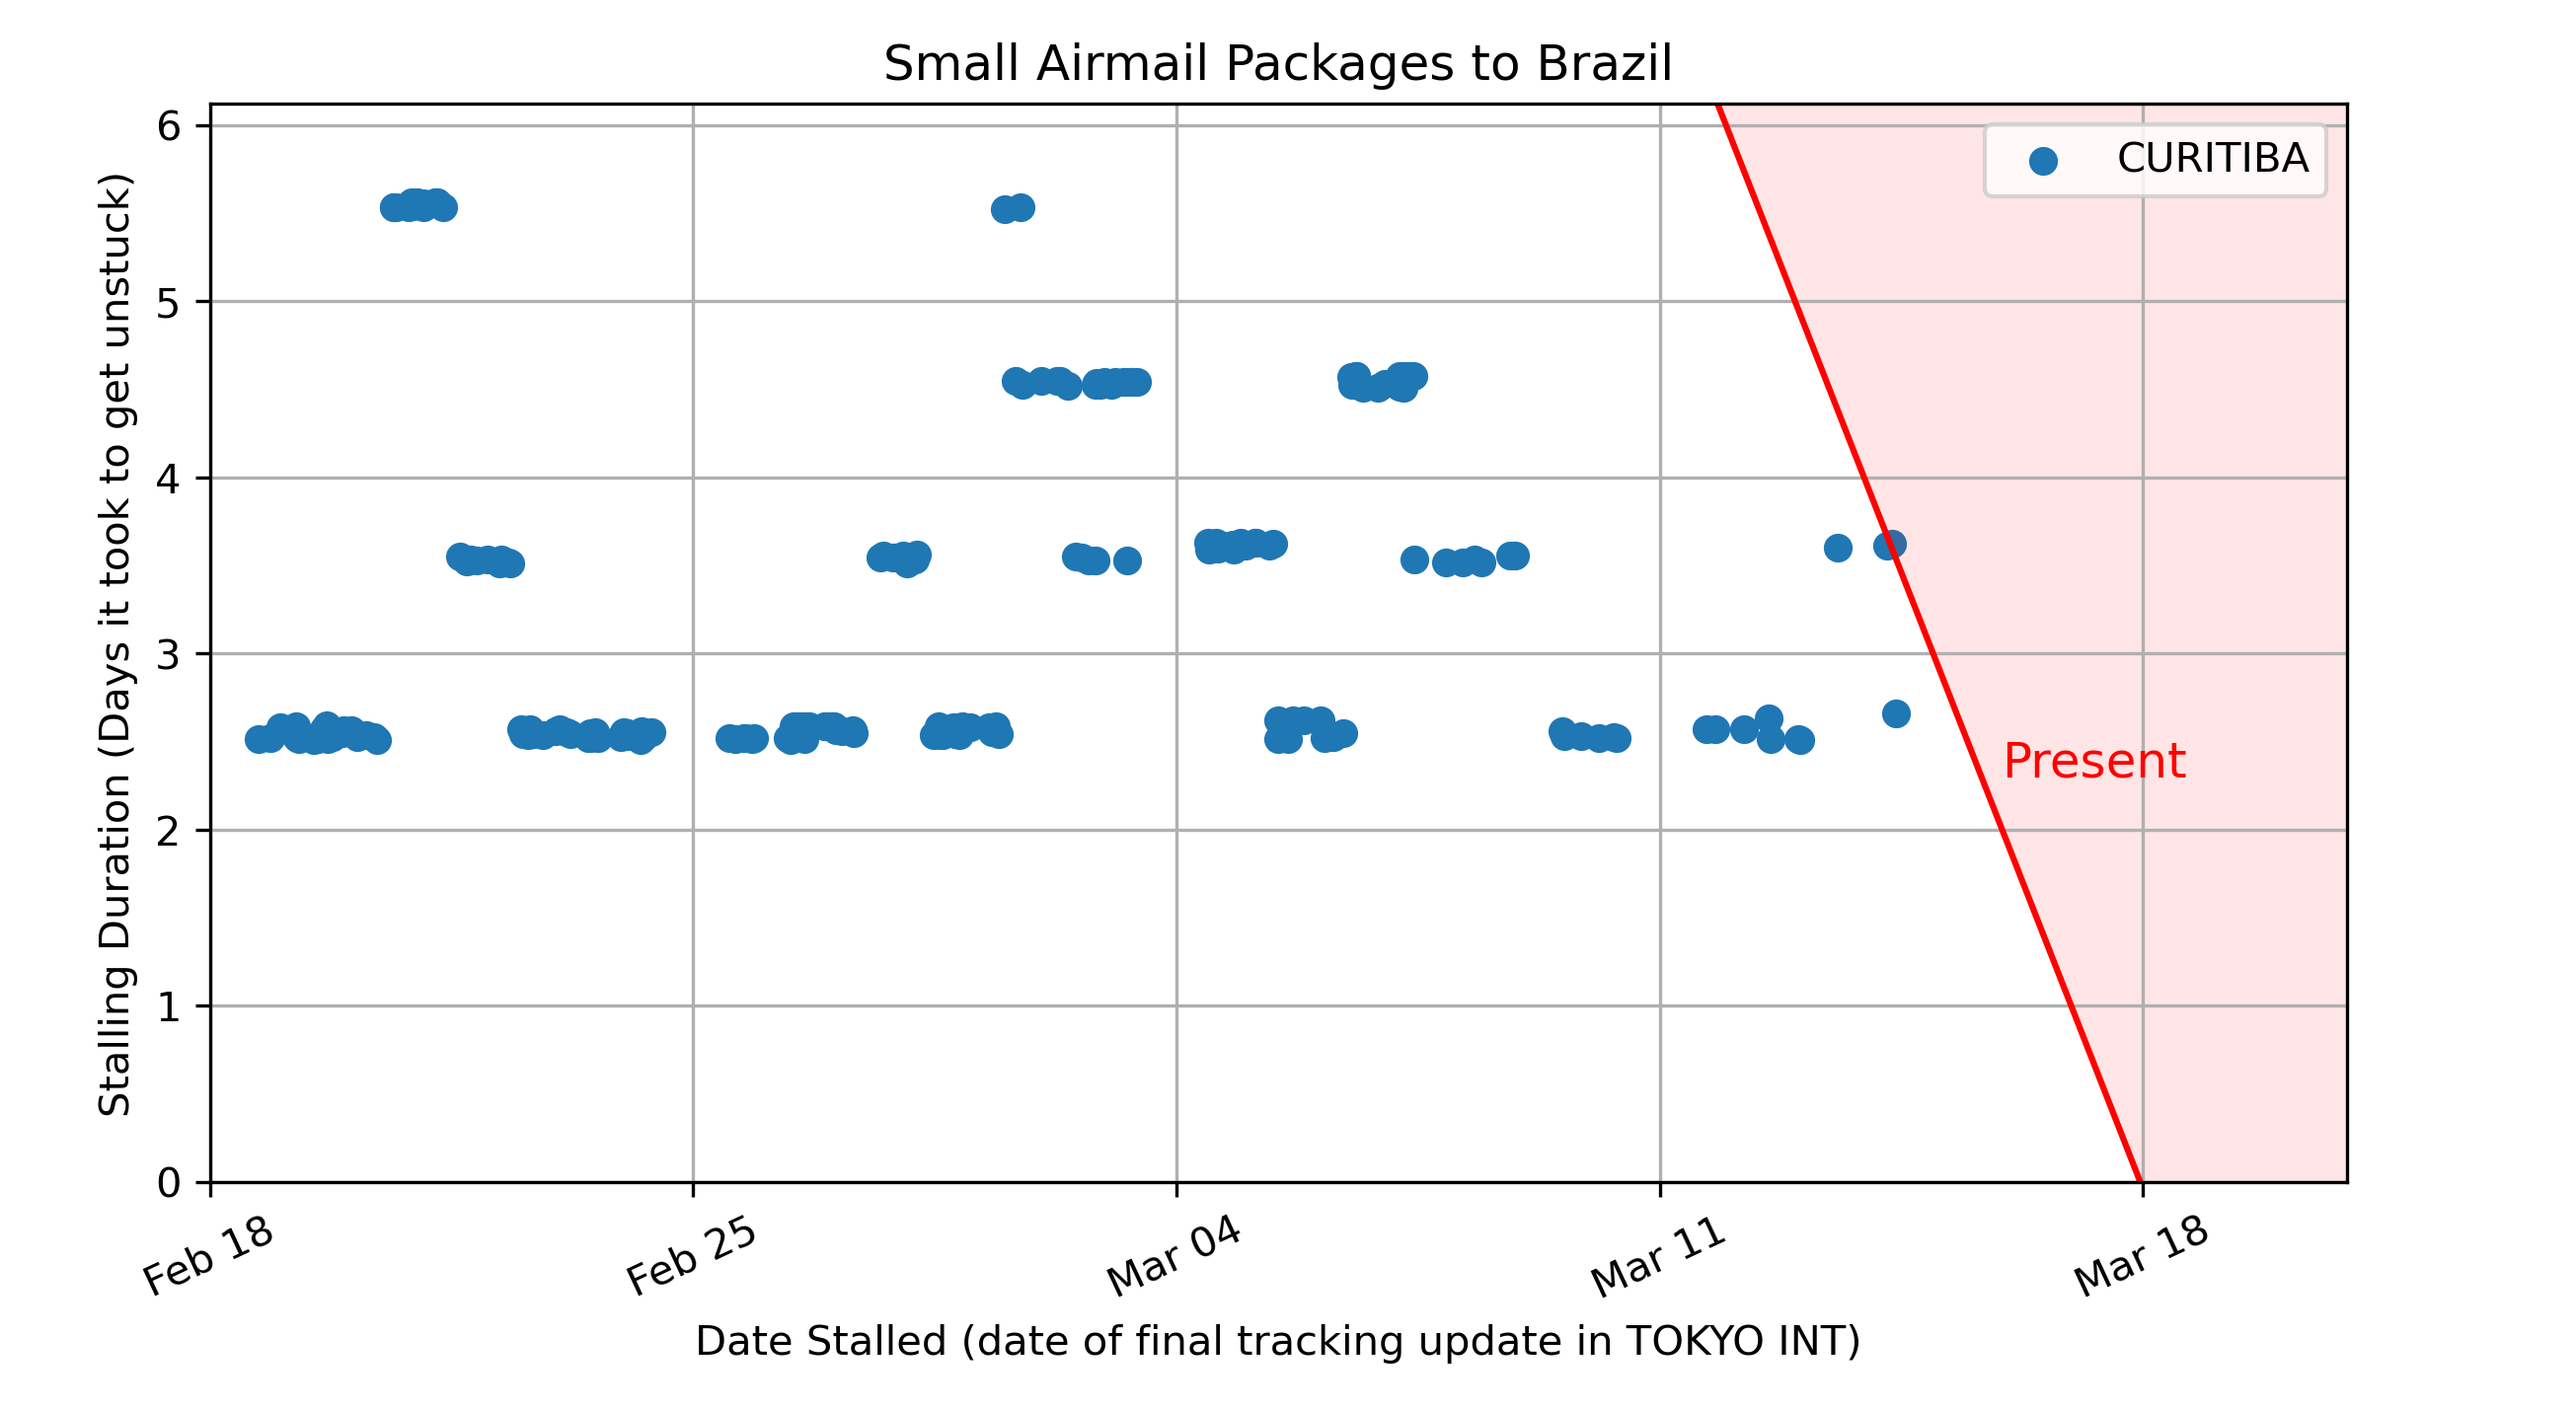 Small Airmail Packages to Brazil
Stalling Duration (Days it took to get unstuck)
6
5
4
3
2
1
0
CURITIBA
Present
Feb 18
Feb 25
Mar 04
Mar 11
Mar 18
Date Stalled (date of final tracking update in TOKYO INT)